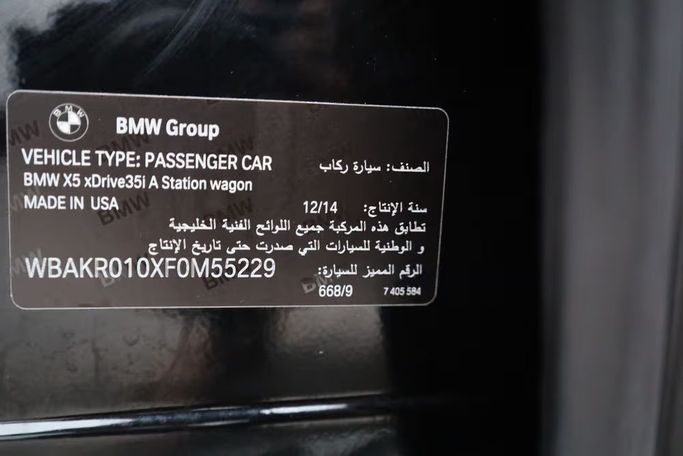 BMW
BMW Group
VEHICLE TYPE: PASSENGER CAR الصنف: سيارة ركاب
BMW X5 xDrive35i A Station wagon
MADE IN USA سنة الإنتاج: 12/14
تطابق هذه المركبة جميع اللوائح الفنية الخليجية
و الوطنية للسيارات التي صدرت حتى تاريخ الإنتاج
WBAKR010XF0M55229 الرقم المميز للسيارة:
668/9 7 405 584